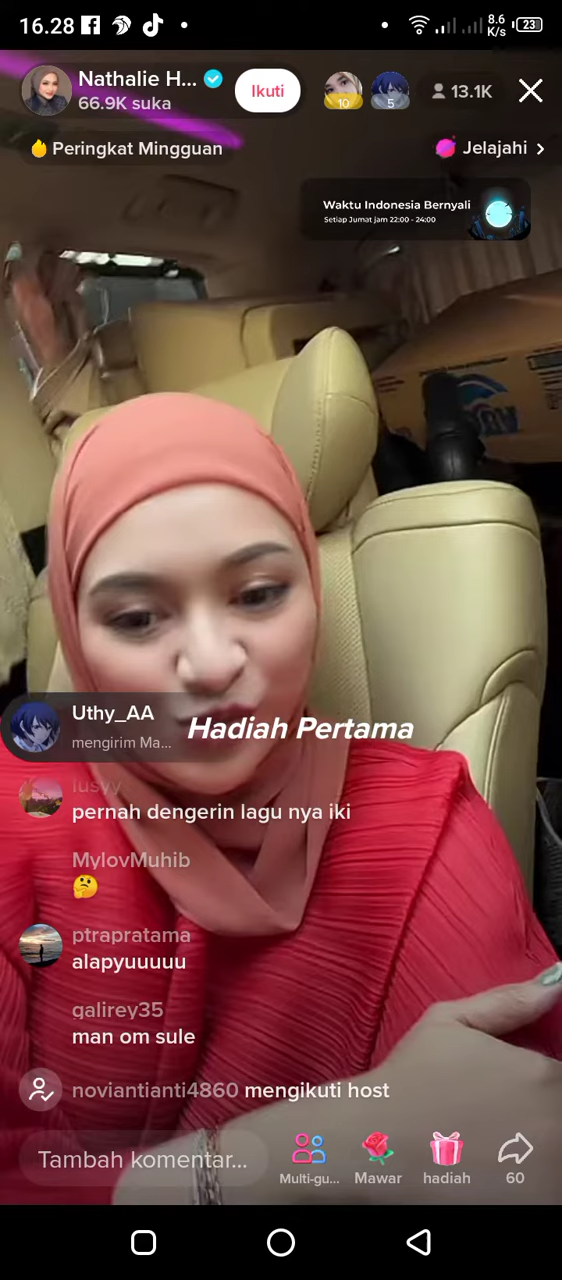 16.28
8.6
K/s
23
Nathalie H...
66.9K suka
Ikuti
10
5
13.1K
Peringkat Mingguan
Jelajahi
Waktu Indonesia Bernyali
Setiap Jumat jam 22:00 - 24:00
Uthy_AA
mengirim Ma...
Hadiah Pertama
lusyy
pernah dengerin lagu nya iki
MylovMuhib
ptrapratama
alapyuuuuu
galirey35
man om sule
noviantianti4860 mengikuti host
Tambah komentar...
Multi-gu...
Mawar
hadiah
60